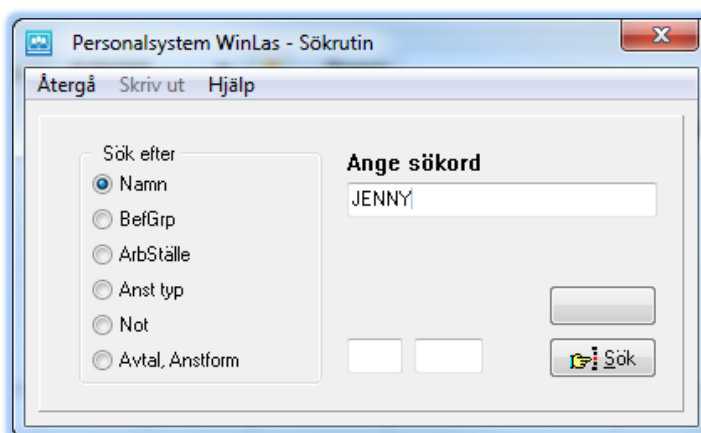 Personalsystem WinLas - Sökrutin
Återgå Skriv ut Hjälp
Sök efter
Namn
BefGrp
ArbStälle
Anst typ
Not
Avtal, Anstform
Ange sökord
JENNY
Sök